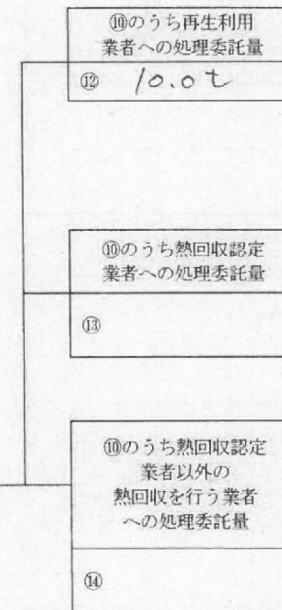 ⑩のうち再生利用
業者への処理委託量
⑫ 10.0t
⑩のうち熱回収認定
業者への処理委託量
⑬
⑩のうち熱回収認定
業者以外の
熱回収を行う業者
への処理委託量
⑭